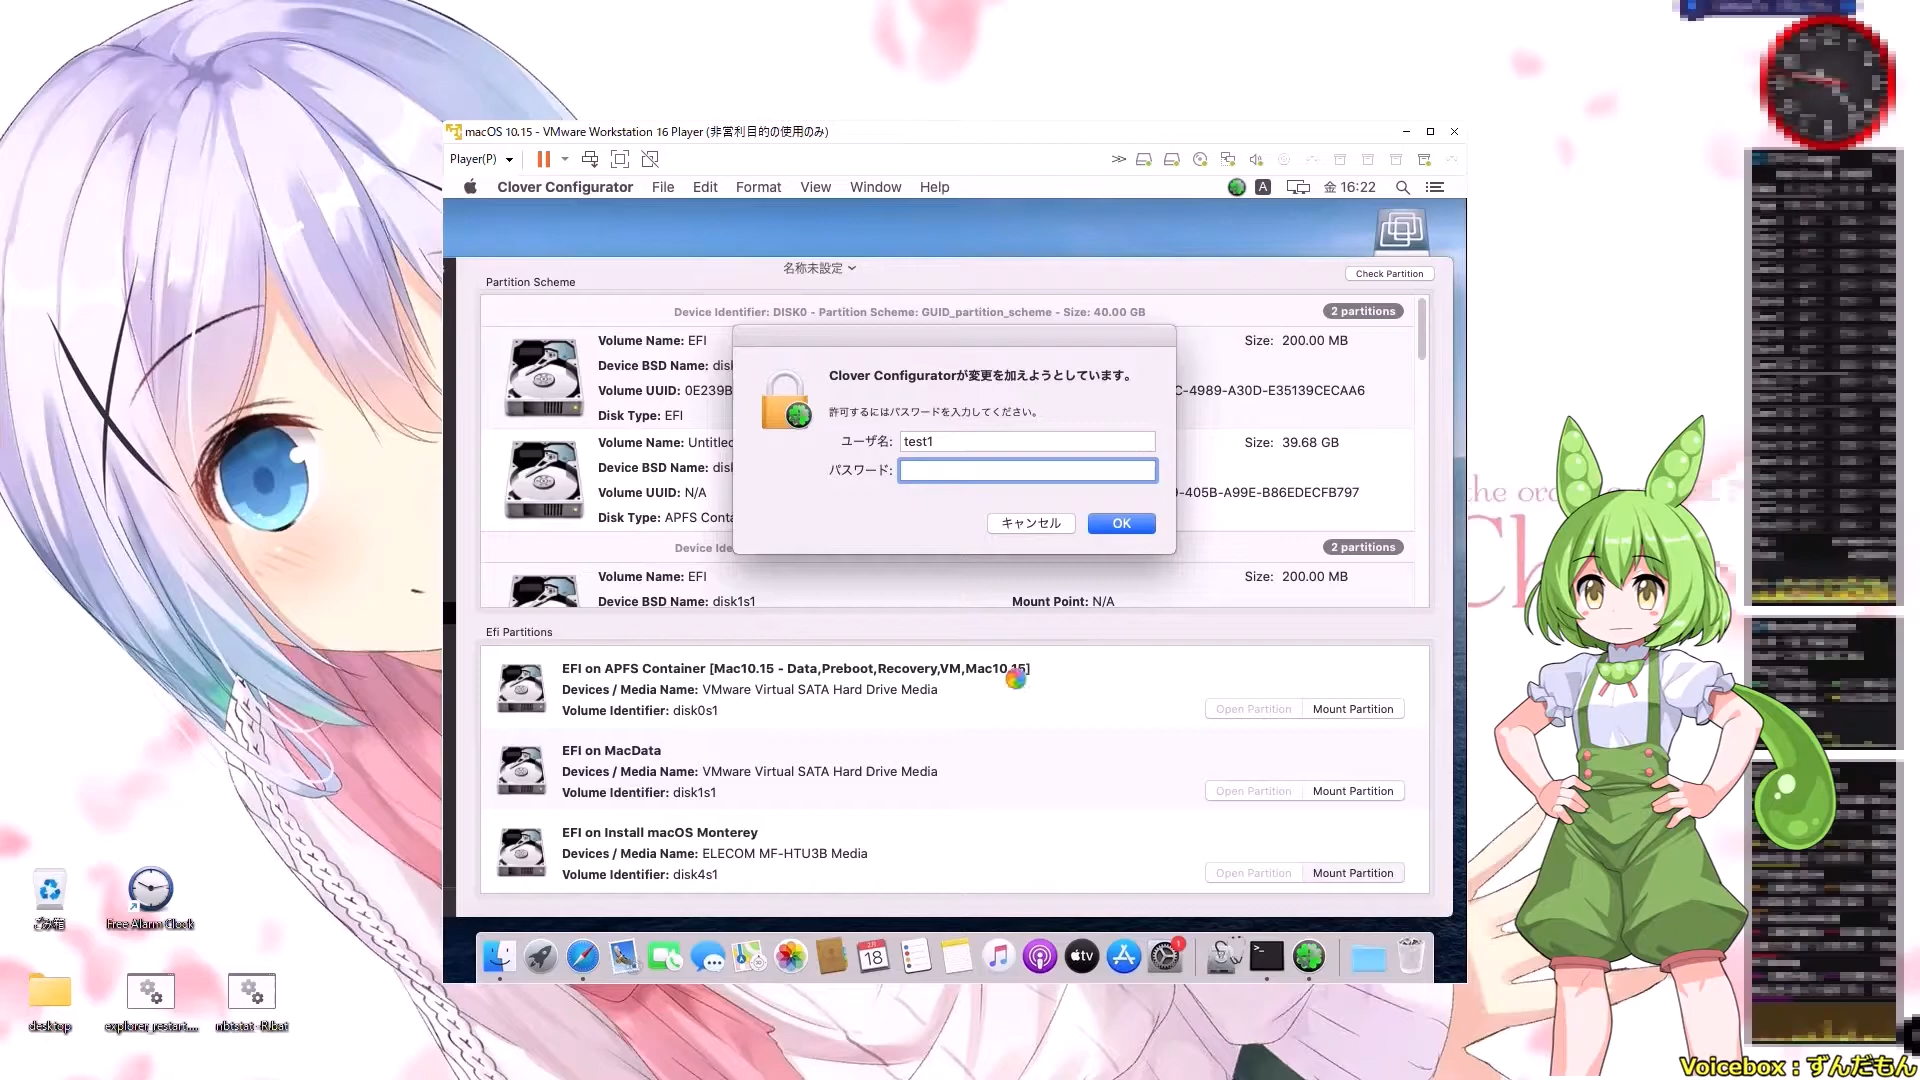 macOS 10.15 - VMware Workstation 16 Player (非営利目的の使用のみ)
Player(P)
Clover Configurator File Edit Format View Window Help A 金 16:22
名称未設定
Partition Scheme
Check Partition
Device Identifier: DISK0 - Partition Scheme: GUID_partition_scheme - Size: 40.00 GB
2 partitions
Volume Name: EFI
Size: 200.00 MB
Device BSD Name: disk
Volume UUID: 0E239B
C-4989-A30D-E35139CECAA6
Disk Type: EFI
Volume Name: Untitled
Size: 39.68 GB
Device BSD Name: disk
Volume UUID: N/A
-405B-A99E-B86EDECFB797
Disk Type: APFS Conta
Clover Configuratorが変更を加えようとしています。
許可するにはパスワードを入力してください。
ユーザ名: test1
パスワード:
キャンセル OK
Device Ide
2 partitions
Volume Name: EFI
Size: 200.00 MB
Device BSD Name: disk1s1
Mount Point: N/A
Efi Partitions
EFI on APFS Container [Mac10.15 - Data,Preboot,Recovery,VM,Mac10.15]
Devices / Media Name: VMware Virtual SATA Hard Drive Media
Volume Identifier: disk0s1
Open Partition Mount Partition
EFI on MacData
Devices / Media Name: VMware Virtual SATA Hard Drive Media
Volume Identifier: disk1s1
Open Partition Mount Partition
EFI on Install macOS Monterey
Devices / Media Name: ELECOM MF-HTU3B Media
Volume Identifier: disk4s1
Open Partition Mount Partition
2月
18
tv
1
ごみ箱
Free Alarm Clock
desktop
explorer_restart....
nbtstat -R.bat
the
Voicebox：ずんだもん